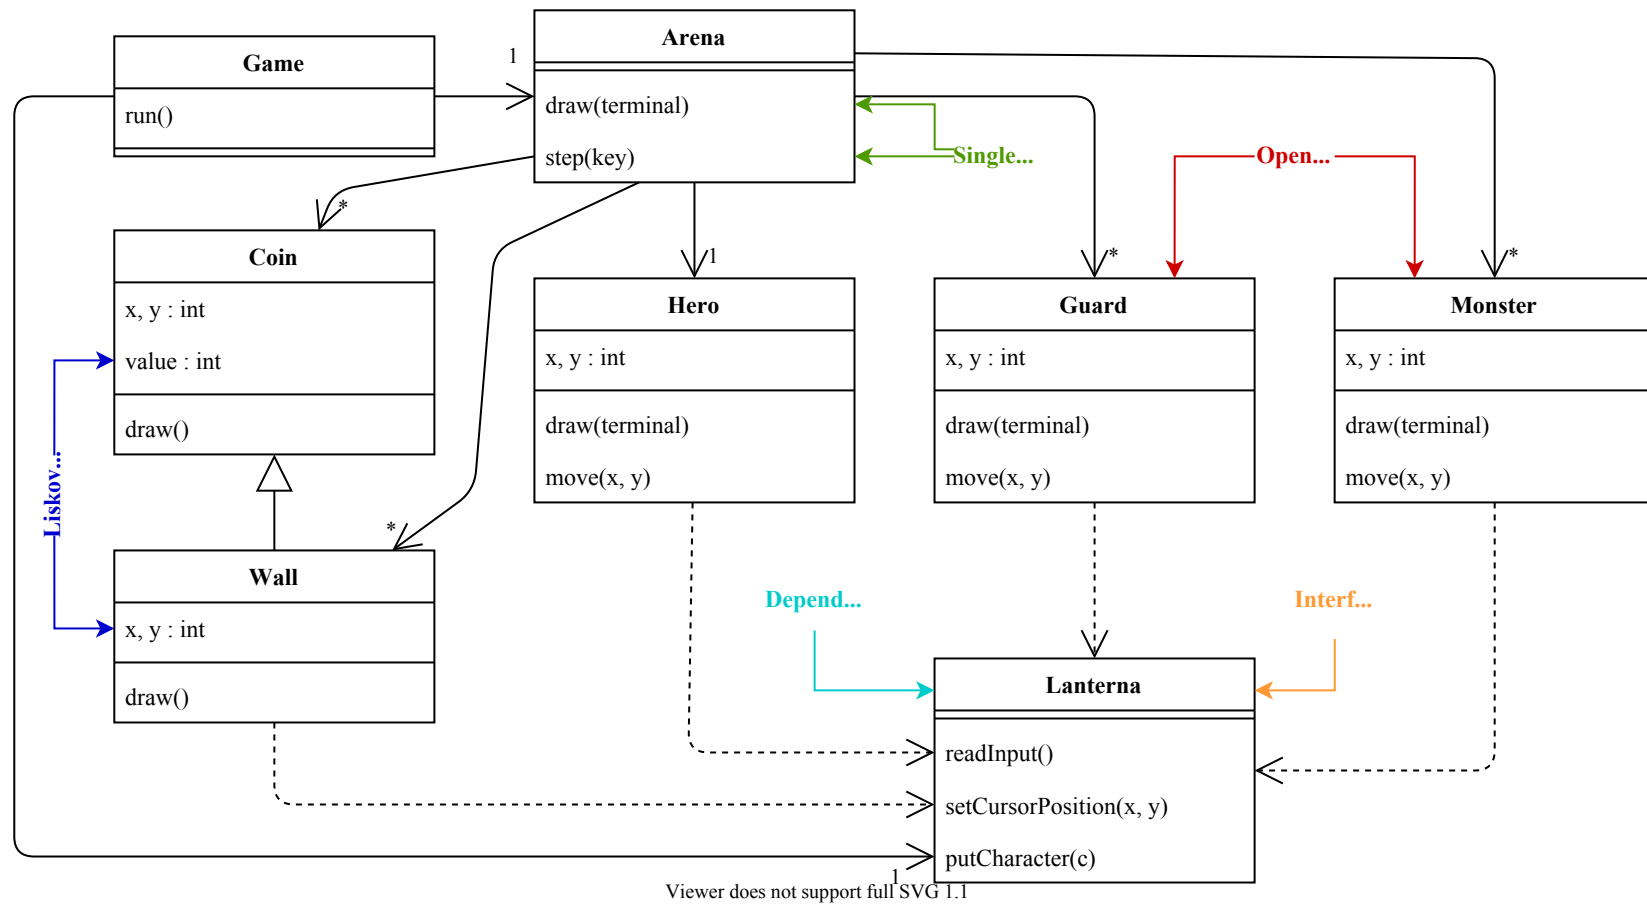 Game
run()
1
Arena
draw(terminal)
step(key)
Single...
Open...
*
Coin
x, y : int
value : int
draw()
1
Hero
x, y : int
draw(terminal)
move(x, y)
*
Guard
x, y : int
draw(terminal)
move(x, y)
*
Monster
x, y : int
draw(terminal)
move(x, y)
Liskov...
*
Wall
x, y : int
draw()
Depend...
Interf...
Lanterna
readInput()
setCursorPosition(x, y)
putCharacter(c)
1
Viewer does not support full SVG 1.1